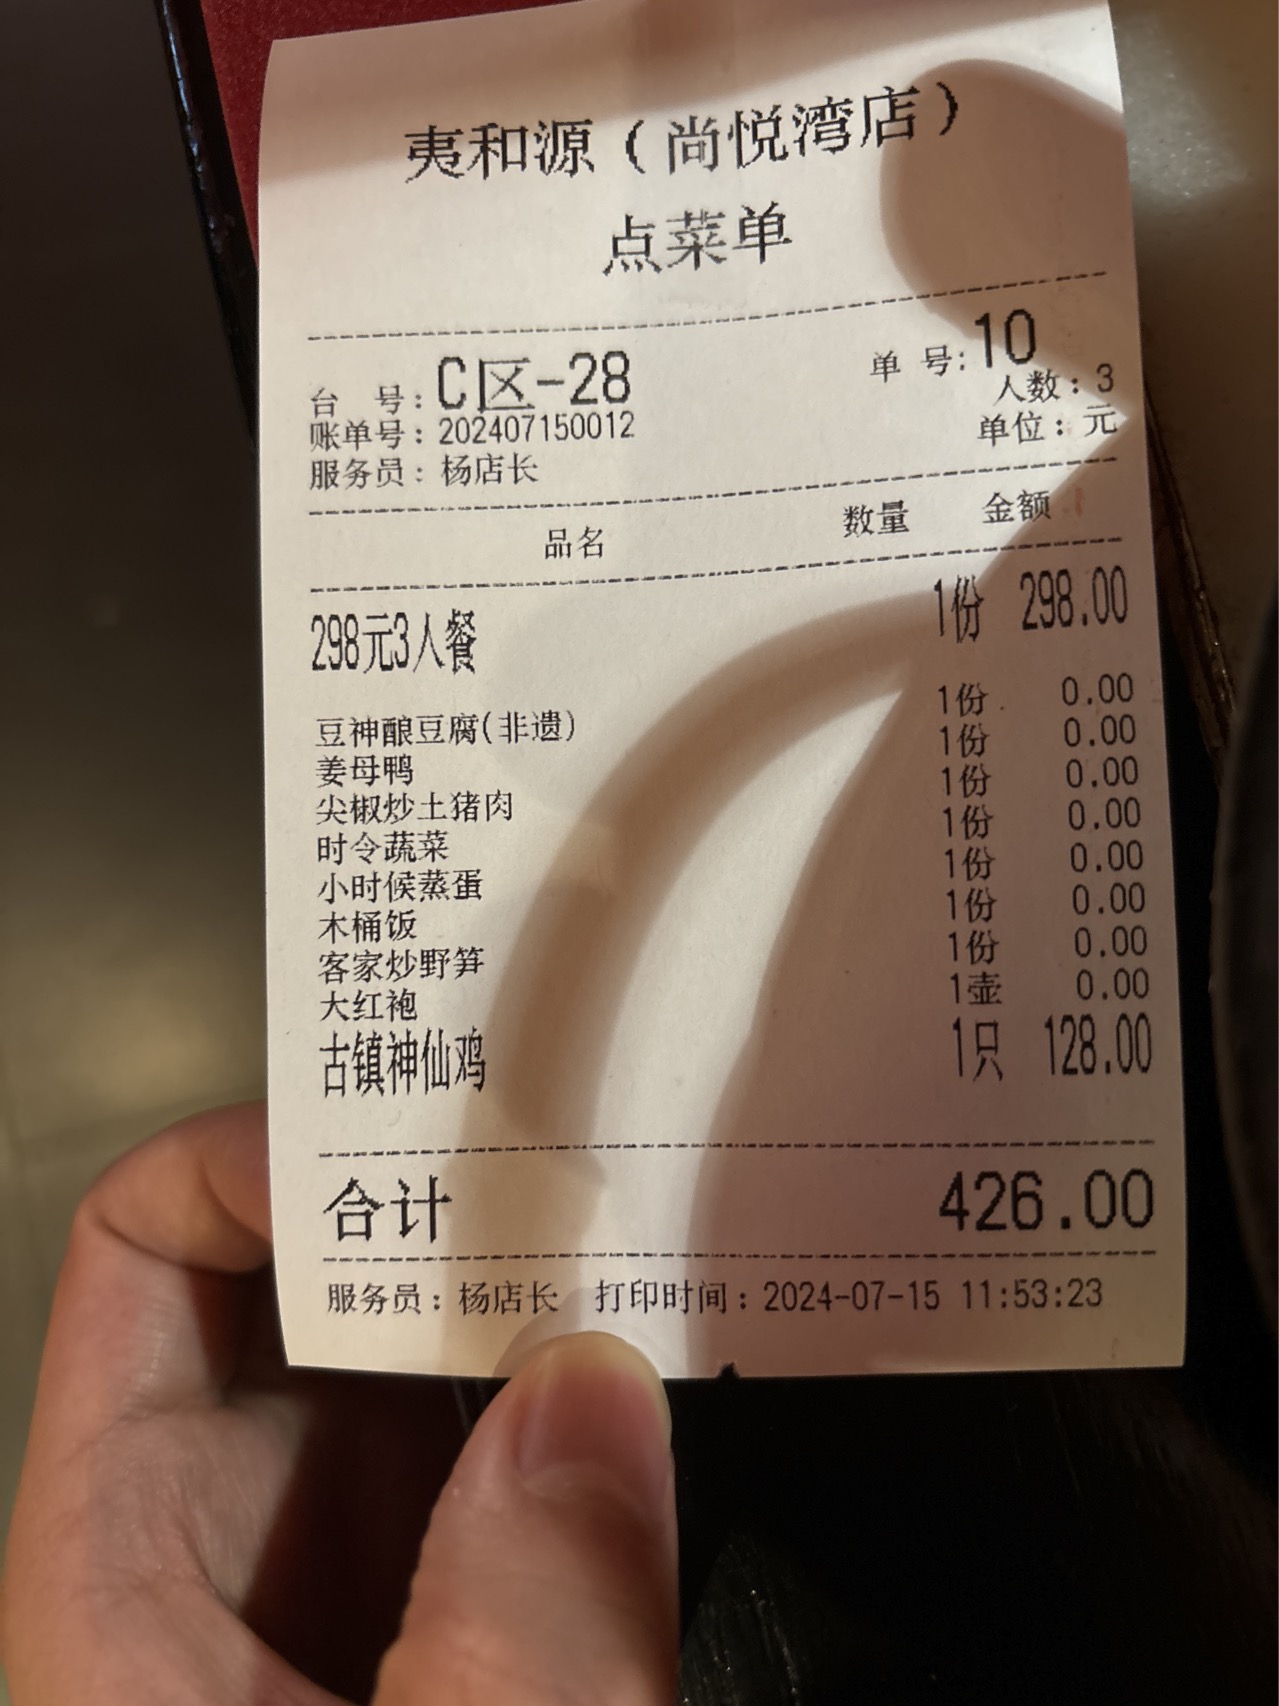 夷和源（尚悦湾店）
点菜单
台 号：C区-28 单 号：10
人数：3
账单号：202407150012 单位：元
服务员：杨店长
品名 数量 金额
298元3人餐 1份 298.00
豆神酿豆腐(非遗) 1份 0.00
姜母鸭 1份 0.00
尖椒炒土猪肉 1份 0.00
时令蔬菜 1份 0.00
小时候蒸蛋 1份 0.00
木桶饭 1份 0.00
客家炒野笋 1份 0.00
大红袍 1壶 0.00
古镇神仙鸡 1只 128.00
合计 426.00
服务员：杨店长 打印时间：2024-07-15 11:53:23